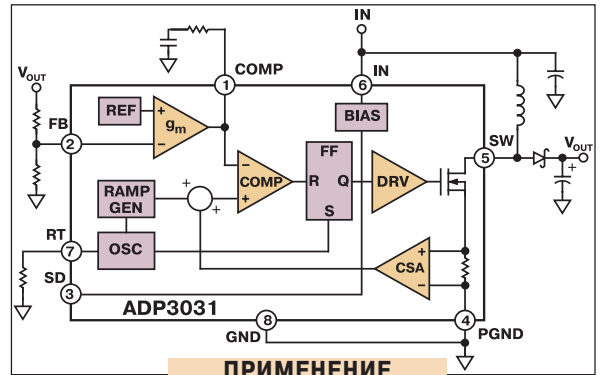 IN
COMP
IN
1
6
VOUT
REF
+
gm
−
BIAS
FB
2
SW
5
VOUT
+
FF
R
Q
S
−
COMP
+
DRV
RAMP
GEN
+
+
RT
7
OSC
CSA
+
−
SD
3
ADP3031
8
GND
4
PGND
ПРИМЕНЕНИЕ